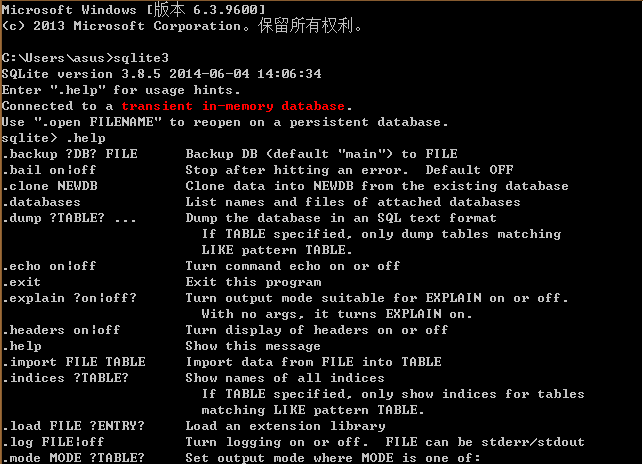 Microsoft Windows [版本 6.3.9600]
(c) 2013 Microsoft Corporation。保留所有权利。
C:\Users\asus>sqlite3
SQLite version 3.8.5 2014-06-04 14:06:34
Enter ".help" for usage hints.
Connected to a transient in-memory database.
Use ".open FILENAME" to reopen on a persistent database.
sqlite> .help
.backup ?DB? FILE      Backup DB (default "main") to FILE
.bail on|off           Stop after hitting an error.  Default OFF
.clone NEWDB           Clone data into NEWDB from the existing database
.databases             List names and files of attached databases
.dump ?TABLE? ...      Dump the database in an SQL text format
                         If TABLE specified, only dump tables matching
                         LIKE pattern TABLE.
.echo on|off           Turn command echo on or off
.exit                  Exit this program
.explain ?on|off?      Turn output mode suitable for EXPLAIN on or off.
                         With no args, it turns EXPLAIN on.
.headers on|off        Turn display of headers on or off
.help                  Show this message
.import FILE TABLE     Import data from FILE into TABLE
.indices ?TABLE?       Show names of all indices
                         If TABLE specified, only show indices for tables
                         matching LIKE pattern TABLE.
.load FILE ?ENTRY?     Load an extension library
.log FILE|off          Turn logging on or off.  FILE can be stderr/stdout
.mode MODE ?TABLE?     Set output mode where MODE is one of: